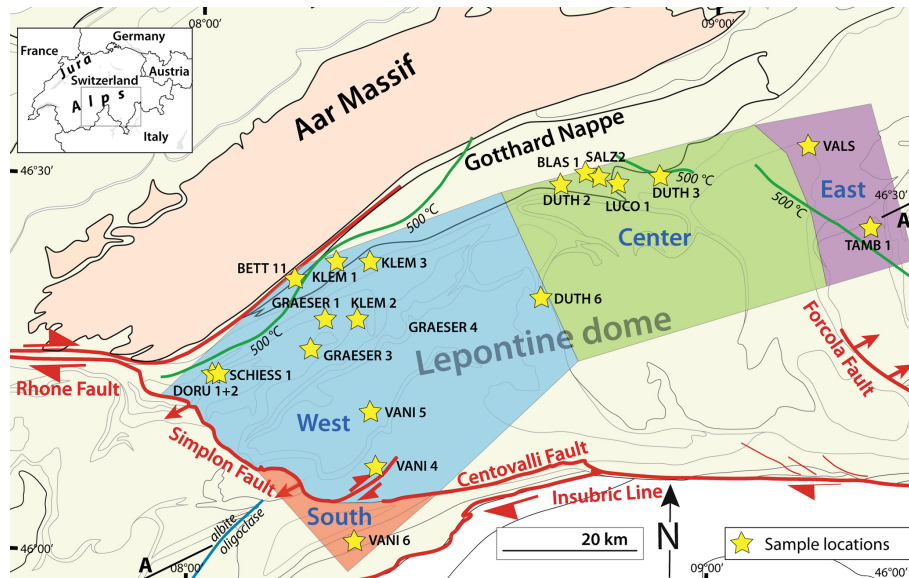 08°00'
09°00'
Germany
France
Jura
Switzerland
Austria
Alps
Italy
Aar Massif
Gotthard Nappe
46°30'
BLAS 1
SALZ2
VALS
500 °C
DUTH 2
DUTH 3
LUCO 1
East
46°30'
500 °C
500 °C
A
Center
TAMB 1
BETT 11
KLEM 1
KLEM 3
GRAESER 1
KLEM 2
DUTH 6
GRAESER 4
500 °C
GRAESER 3
Lepontine dome
Forcola Fault
Rhone Fault
SCHIESS 1
DORU 1+2
West
VANI 5
Simplon Fault
VANI 4
Centovalli Fault
Insubric Line
South
albite
oligoclase
VANI 6
N
20 km
Sample locations
46°00'
A
08°00'
09°00'
46°00'